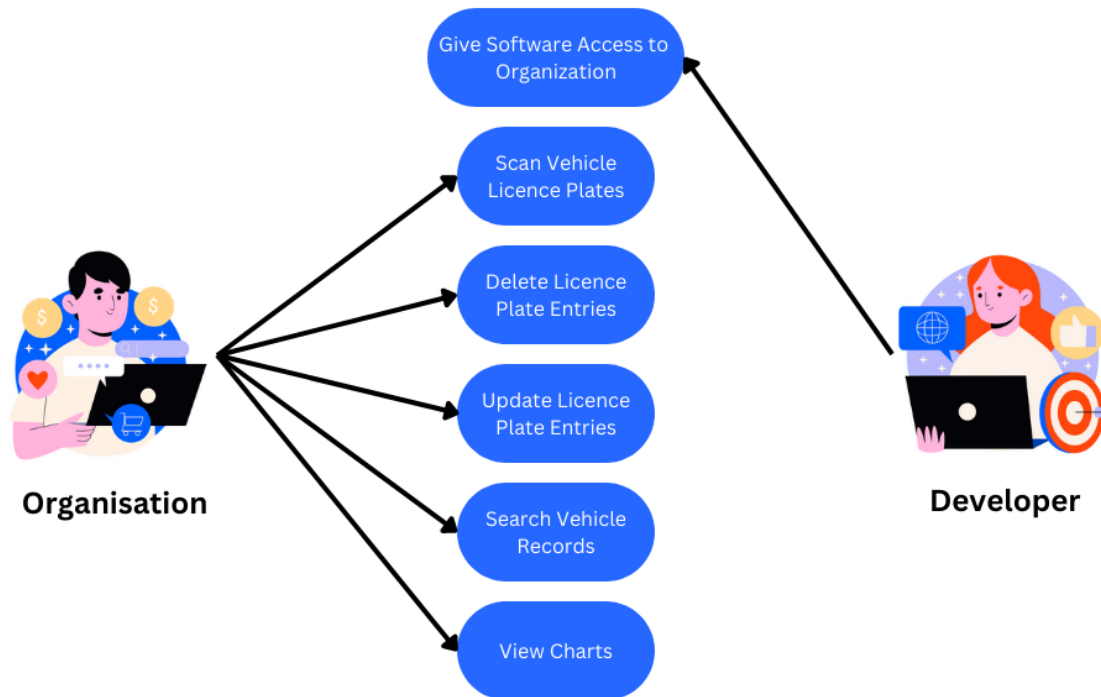 Give Software Access to
Organization
Scan Vehicle
Licence Plates
Delete Licence
Plate Entries
Update Licence
Plate Entries
Search Vehicle
Records
View Charts
$
$
Organisation
Developer